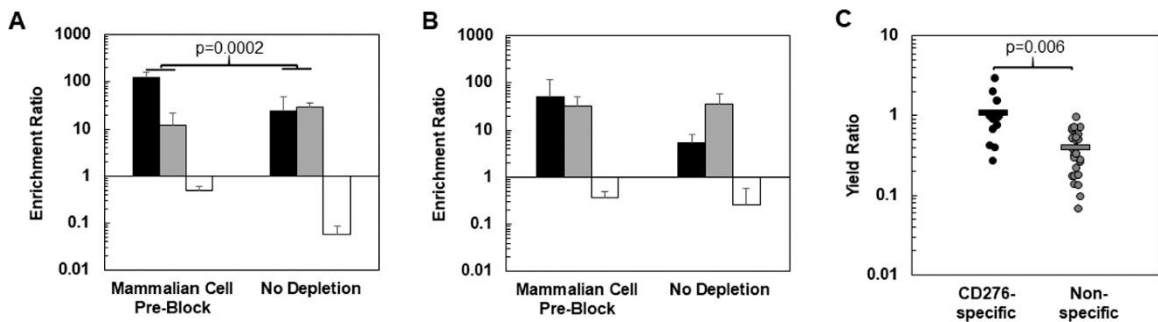 A
Enrichment Ratio
1000
100
10
1
0.1
0.01
p=0.0002
Mammalian Cell
Pre-Block
No Depletion
B
Enrichment Ratio
1000
100
10
1
0.1
0.01
Mammalian Cell
Pre-Block
No Depletion
C
Yield Ratio
10
1
0.1
0.01
p=0.006
CD276-
specific
Non-
specific